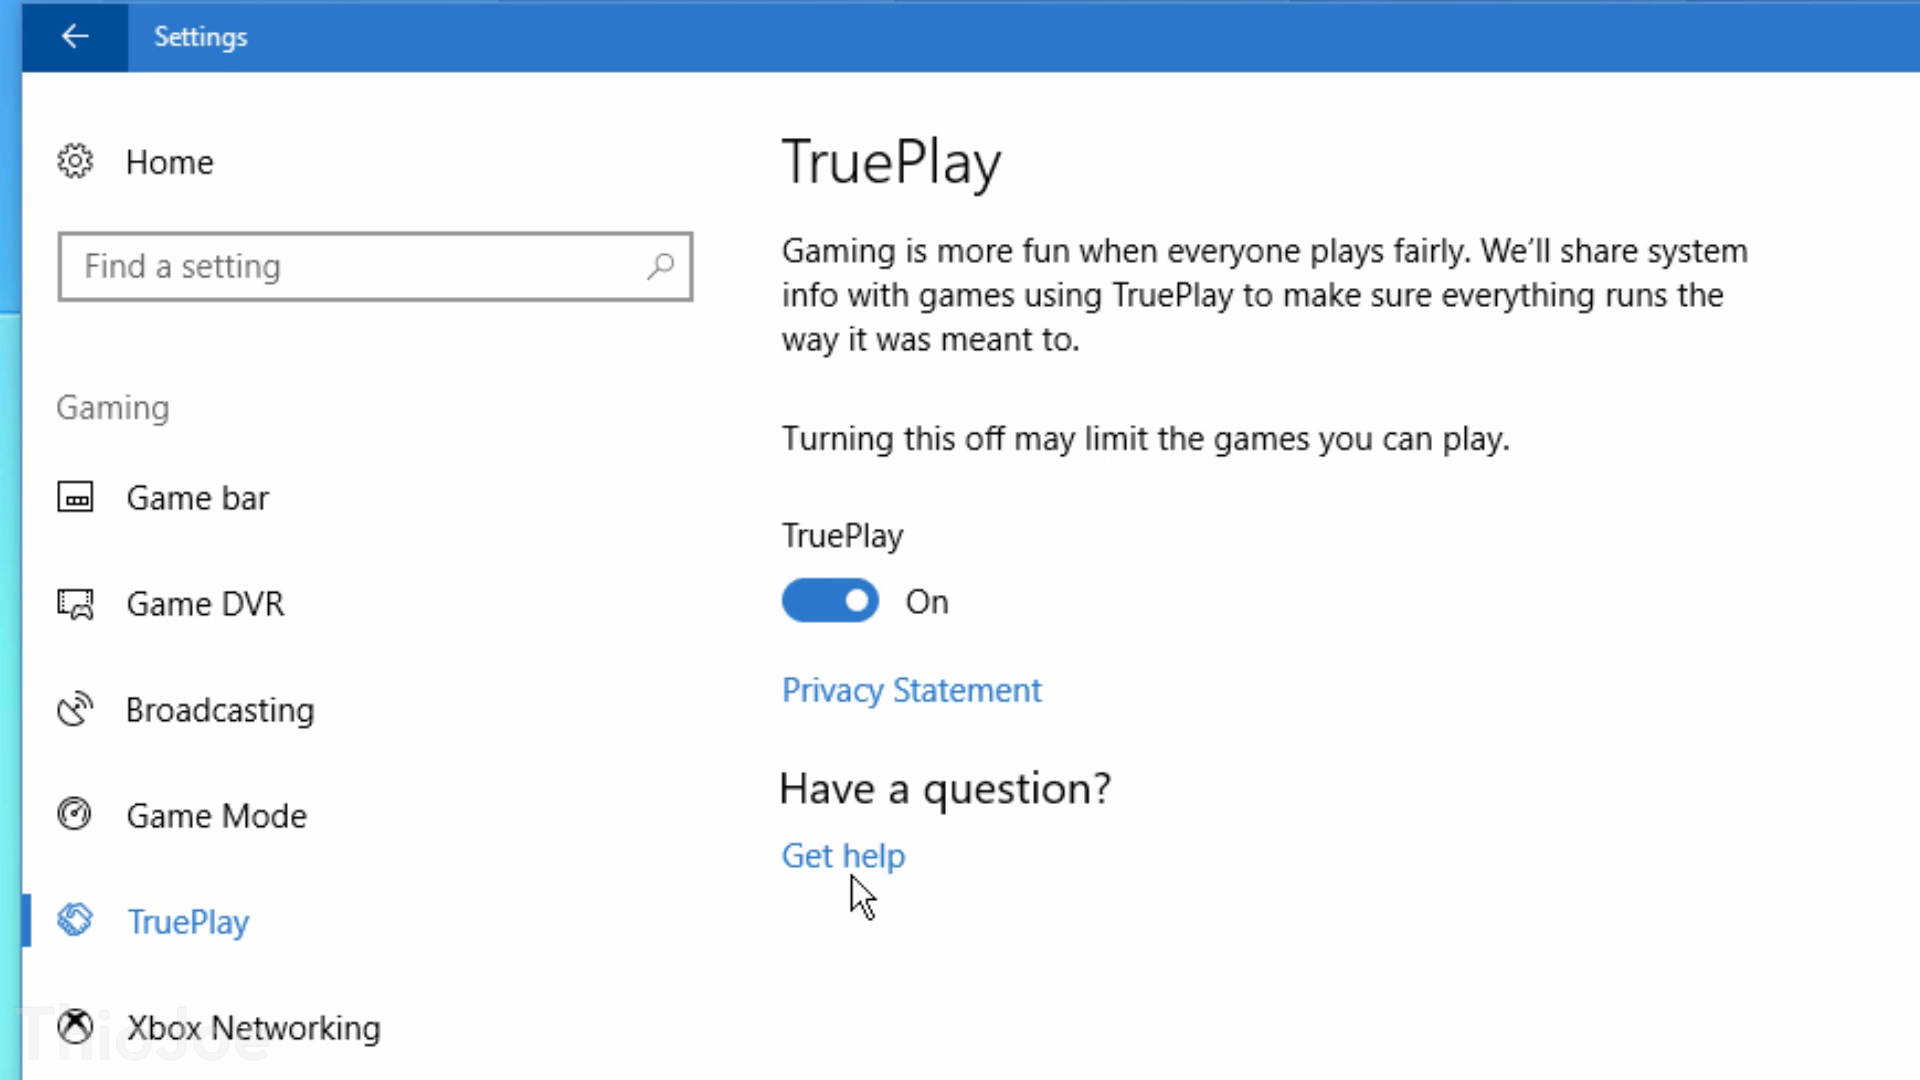 Settings
Home
Find a setting
Gaming
Game bar
Game DVR
Broadcasting
Game Mode
TruePlay
Xbox Networking
ThioJoe
TruePlay
Gaming is more fun when everyone plays fairly. We'll share system
info with games using TruePlay to make sure everything runs the
way it was meant to.
Turning this off may limit the games you can play.
TruePlay
On
Privacy Statement
Have a question?
Get help